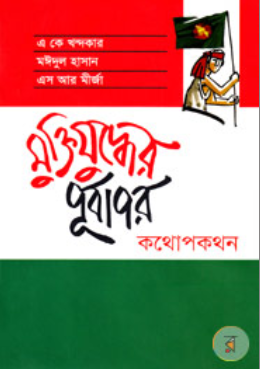 এ কে খন্দকার
মঈদুল হাসান
এস আর মীর্জা
মুক্তিযুদ্ধের
পূর্বাপর
কথোপকথন